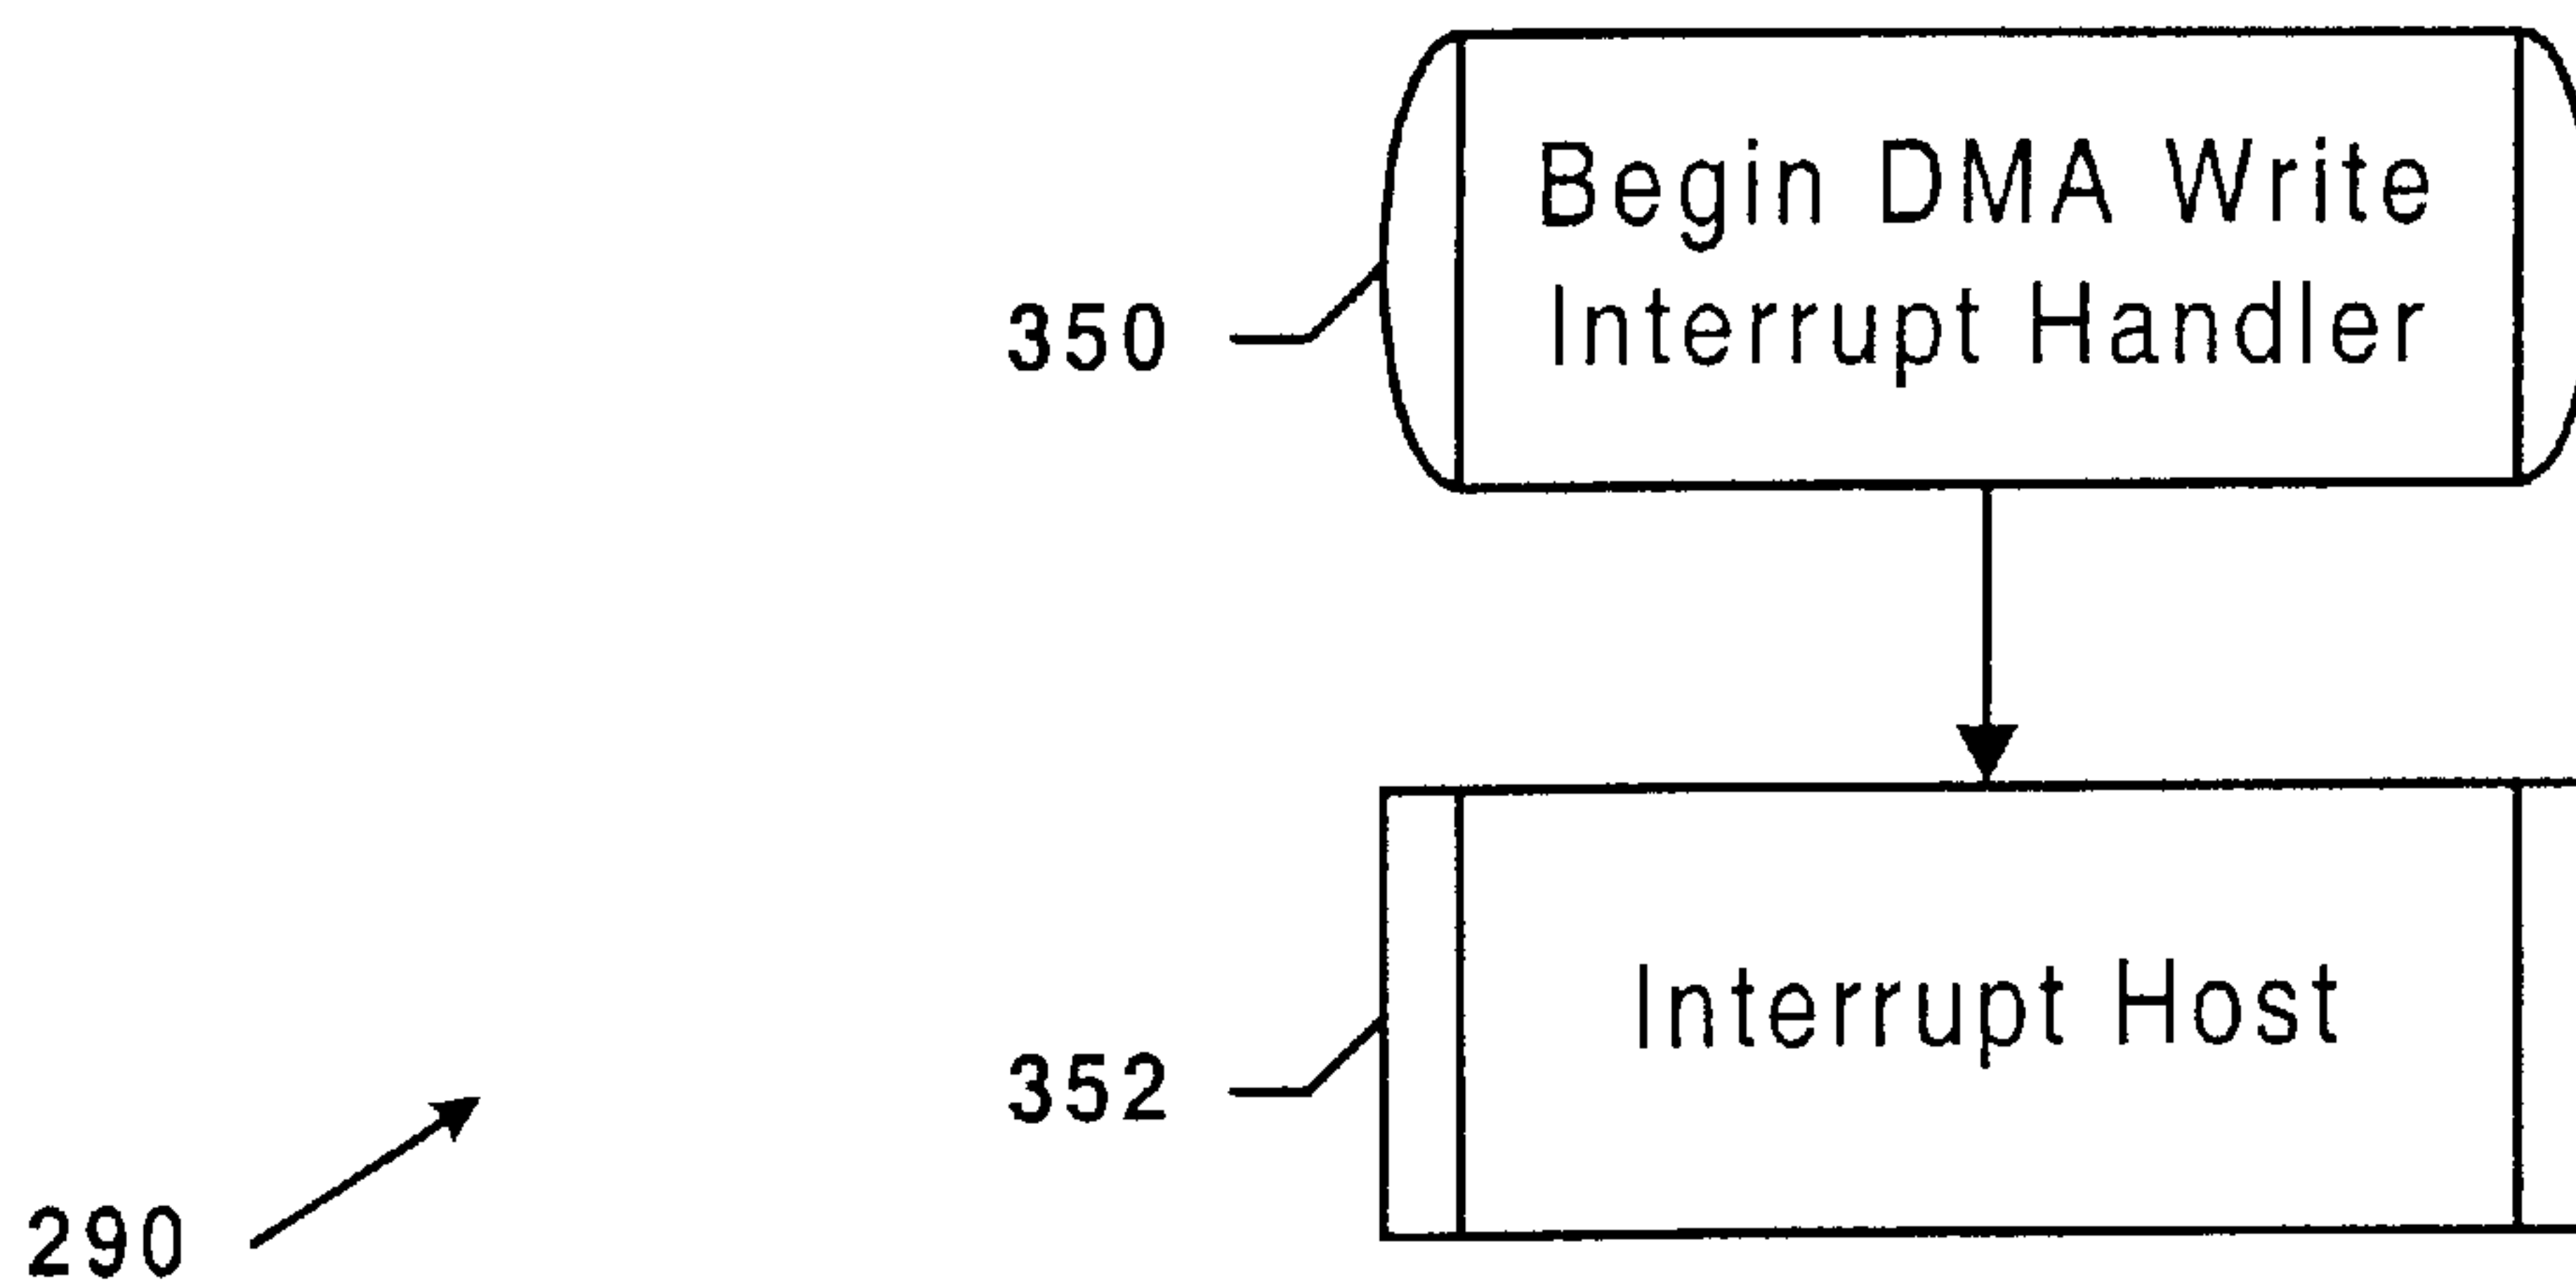 Begin DMA Write
Interrupt Handler
350
Interrupt Host
352
290